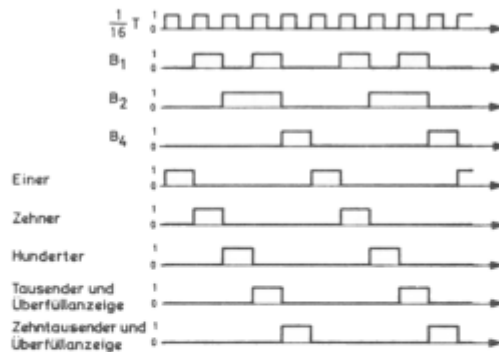 1/16 T 1 0
B1 1 0
B2 1 0
B4 1 0
Einer 1 0
Zehner 1 0
Hunderter 1 0
Tausender und 1
Überfüllanzeige 0
Zehntausender und 1
Überfüllanzeige 0